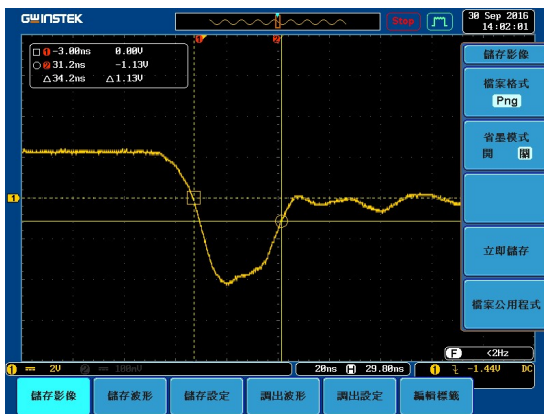 GWINSTEK
Stop
30 Sep 2016
14:02:01
1 -3.00ns 0.00V
2 31.2ns -1.13V
△34.2ns △1.13V
儲存影像
檔案格式
Png
省墨模式
開 關
立即儲存
檔案公用程式
1
F <2Hz
1 2V 2 100mV 20ns H 29.80ns 1 -1.44V DC
儲存影像 儲存波形 儲存設定 調出波形 調出設定 編輯標籤